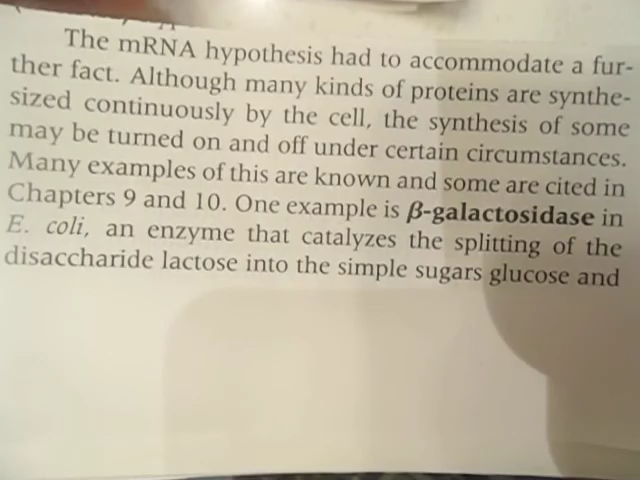 The mRNA hypothesis had to accommodate a fur-
ther fact. Although many kinds of proteins are synthe-
sized continuously by the cell, the synthesis of some
may be turned on and off under certain circumstances.
Many examples of this are known and some are cited in
Chapters 9 and 10. One example is β-galactosidase in
E. coli, an enzyme that catalyzes the splitting of the
disaccharide lactose into the simple sugars glucose and